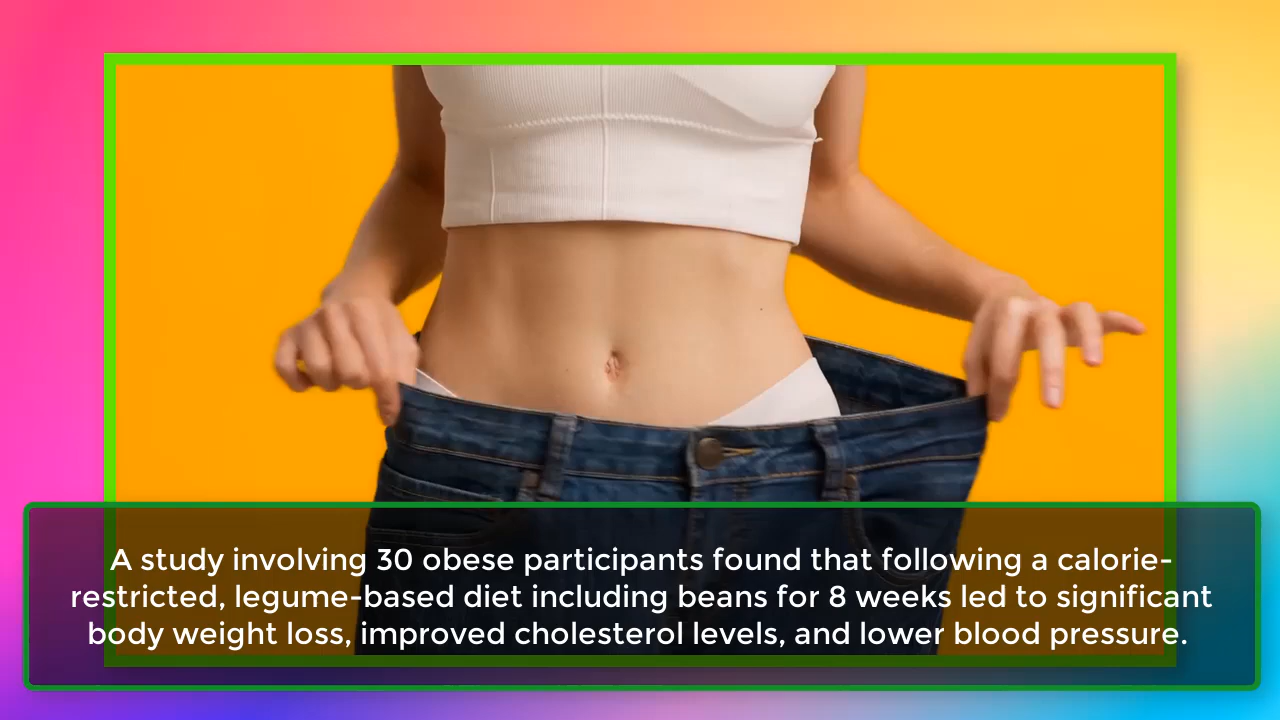 A study involving 30 obese participants found that following a calorie-
restricted, legume-based diet including beans for 8 weeks led to significant
body weight loss, improved cholesterol levels, and lower blood pressure.